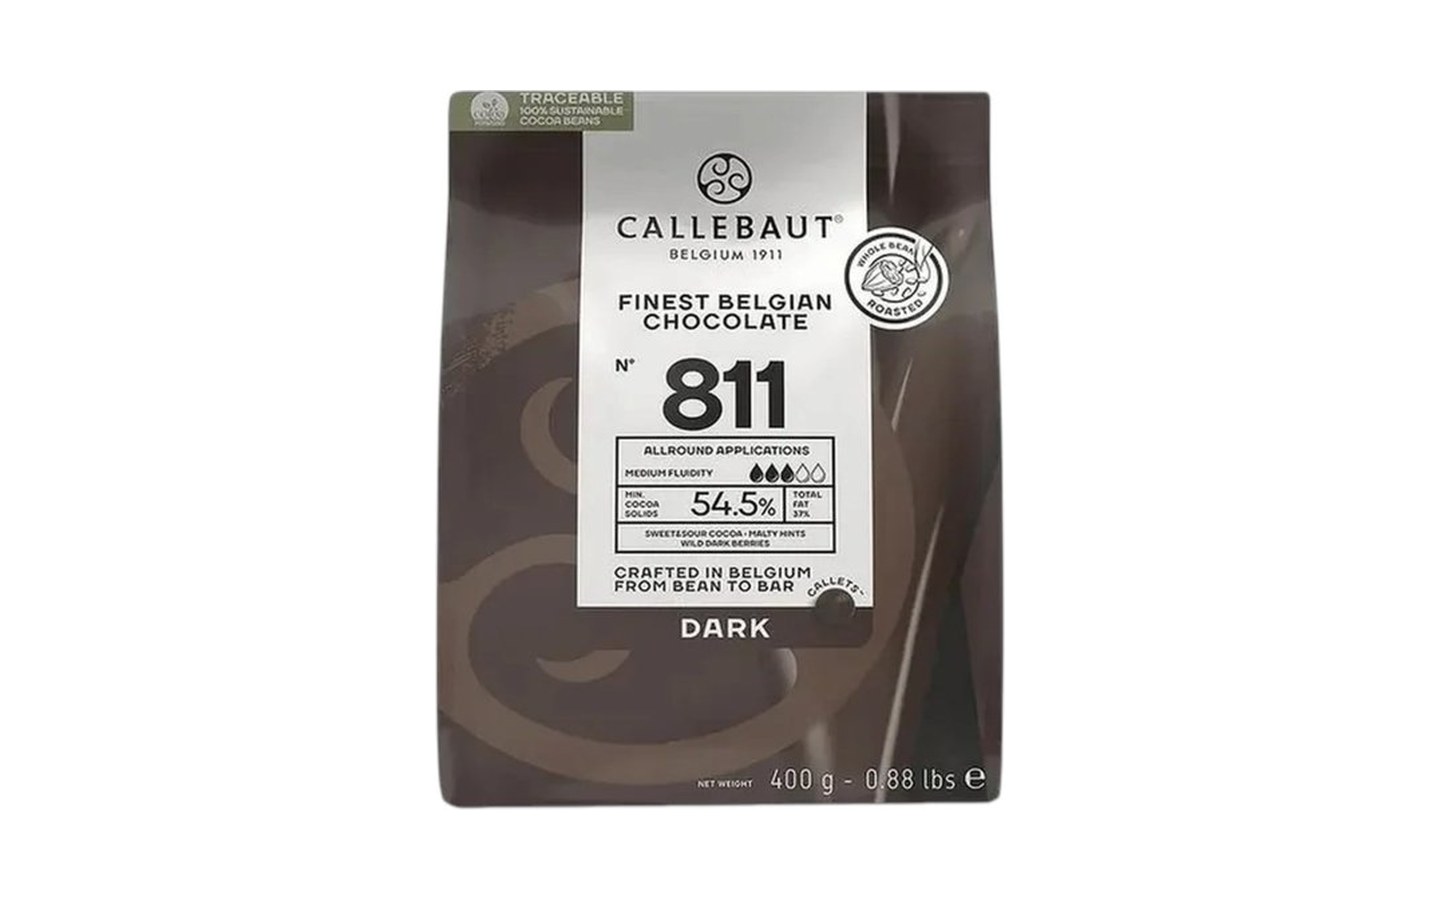 TRACEABLE
100% SUSTAINABLE
COCOA BEANS
CALLEBAUT®
BELGIUM 1911
WHOLE BEAN
ROASTED
FINEST BELGIAN
CHOCOLATE
N° 811
ALLROUND APPLICATIONS
MEDIUM FLUIDITY
MIN.
COCOA
SOLIDS
54.5%
TOTAL
FAT
37%
SWEET&SOUR COCOA - MALTY HINTS
WILD DARK BERRIES
CRAFTED IN BELGIUM
FROM BEAN TO BAR
CALLETS™
DARK
NET WEIGHT 400 g - 0.88 lbs ℮